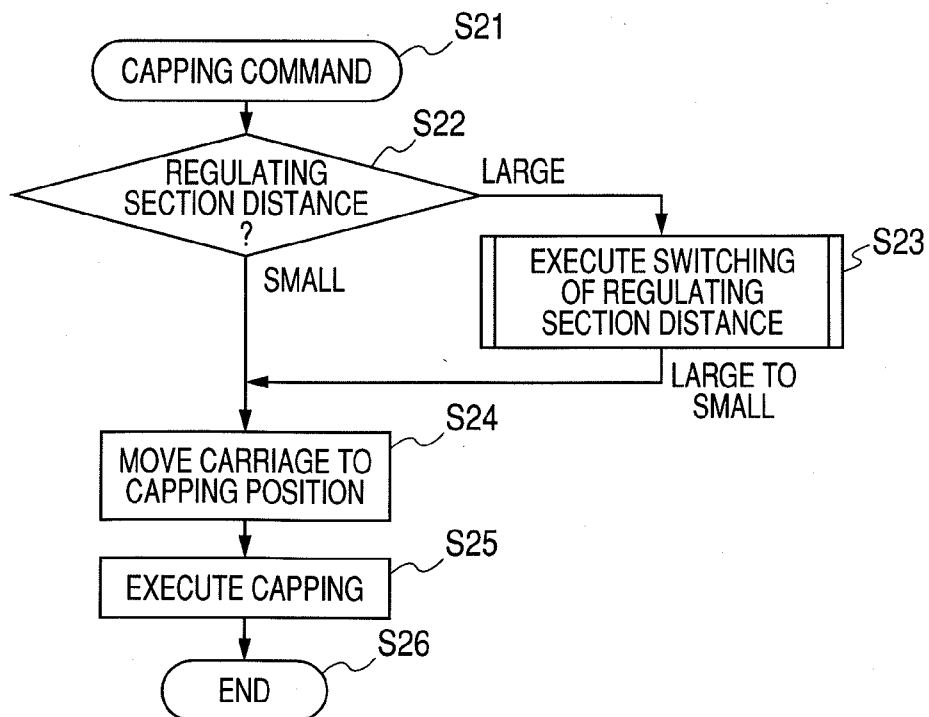 S21
CAPPING COMMAND
S22
REGULATING
SECTION DISTANCE
?
LARGE
SMALL
S23
EXECUTE SWITCHING
OF REGULATING
SECTION DISTANCE
LARGE TO
SMALL
S24
MOVE CARRIAGE TO
CAPPING POSITION
S25
EXECUTE CAPPING
S26
END